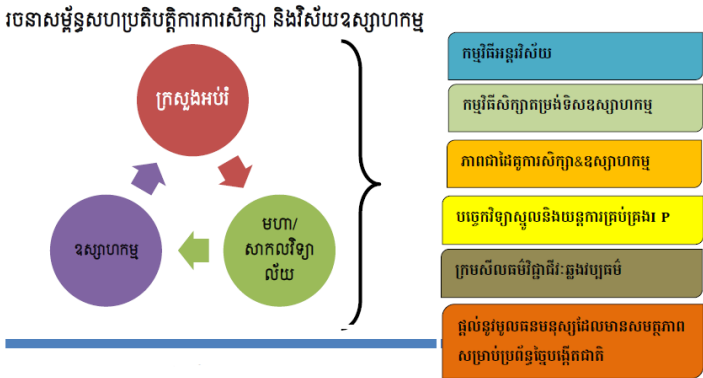 រចនាសម្ព័ន្ធសហប្រតិបត្តិការការសិក្សា និងវិស័យឧស្សាហកម្ម
ក្រសួងអប់រំ
មហា/
សាកលវិទ្យា
ល័យ
ឧស្សាហកម្ម
កម្មវិធីអន្តរវិស័យ
កម្មវិធីសិក្សាតម្រង់ទិសឧស្សាហកម្ម
ភាពជាដៃគូការសិក្សា&ឧស្សាហកម្ម
បច្ចេកវិទ្យាស្នូលនិងយន្តការគ្រប់គ្រងI P
ក្រមសីលធម៌វិជ្ជាជីវៈឆ្លងវប្បធម៌
ផ្តល់នូវមូលធនមនុស្សដែលមានសមត្ថភាព
សម្រាប់ប្រព័ន្ធច្នៃបង្កើតជាតិ